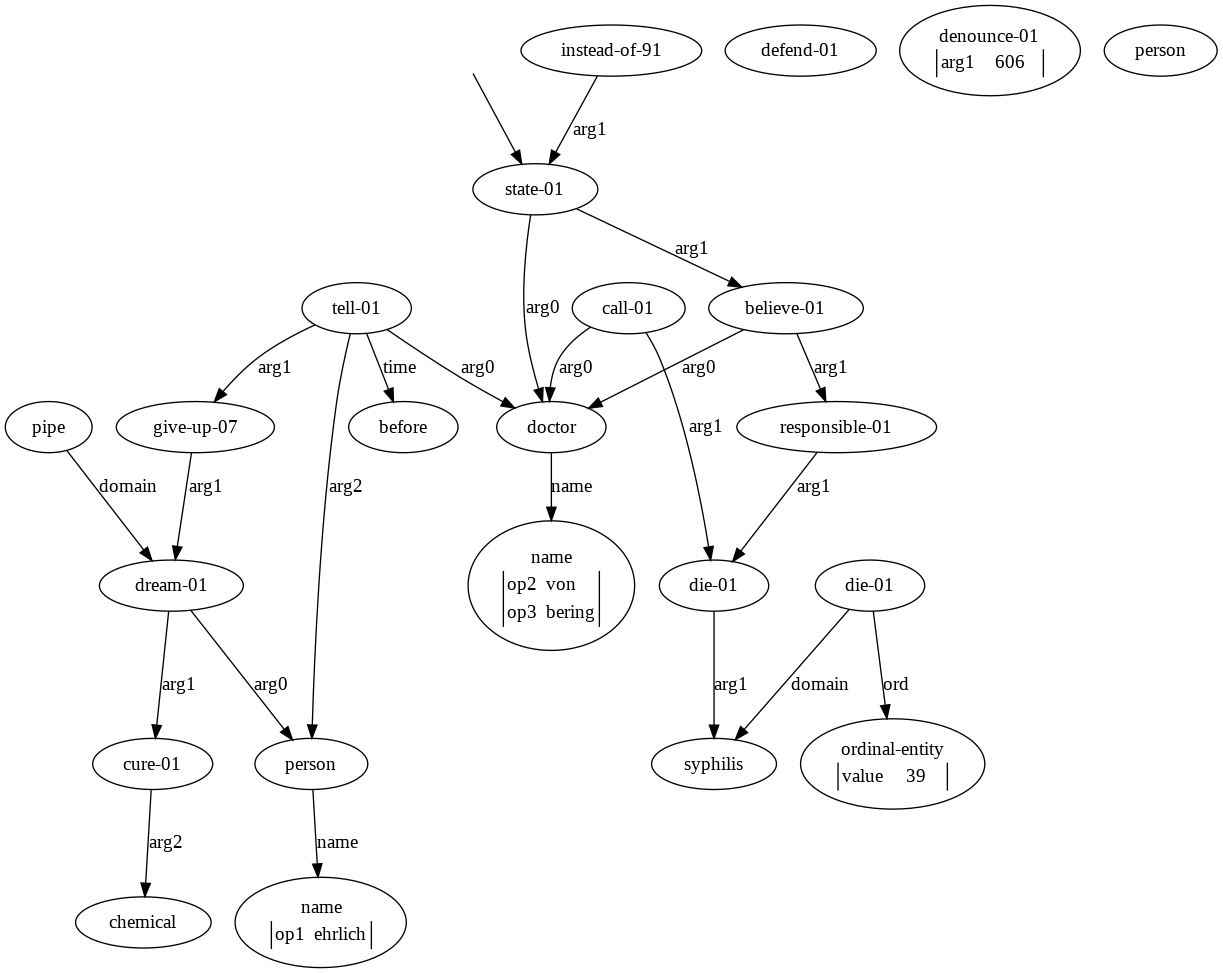 instead-of-91
defend-01
denounce-01
arg1 606
person
arg1
state-01
arg1
arg0
tell-01
call-01
believe-01
arg1
time
arg0
arg0
arg0
arg1
pipe
give-up-07
before
doctor
responsible-01
domain
arg1
arg2
name
arg1
arg1
dream-01
name
op2 von
op3 bering
die-01
die-01
arg1
arg0
arg1
domain
ord
cure-01
person
syphilis
ordinal-entity
value 39
arg2
name
chemical
name
op1 ehrlich